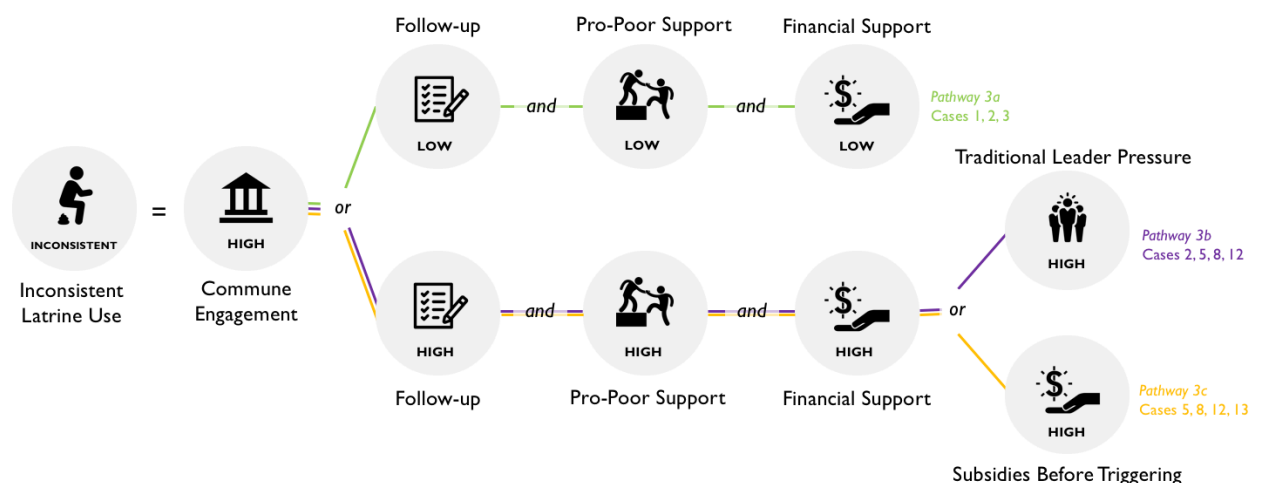 Follow-up
Pro-Poor Support
Financial Support
LOW
and
LOW
and
LOW
Pathway 3a
Cases 1, 2, 3
INCONSISTENT
Inconsistent
Latrine Use
=
HIGH
Commune
Engagement
or
Traditional Leader Pressure
HIGH
Pathway 3b
Cases 2, 5, 8, 12
HIGH
and
HIGH
and
HIGH
or
Follow-up
Pro-Poor Support
Financial Support
HIGH
Pathway 3c
Cases 5, 8, 12, 13
Subsidies Before Triggering